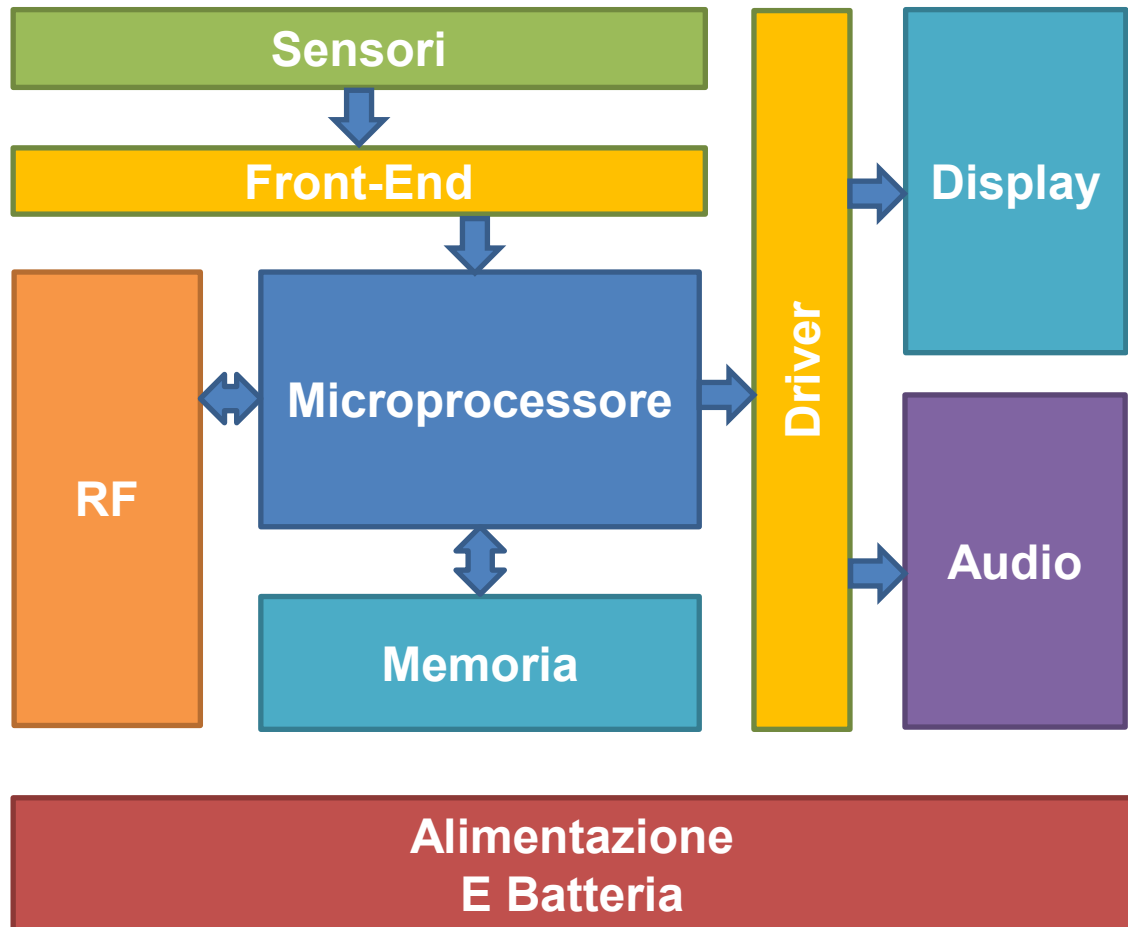 Sensori
Front-End
Display
Driver
Microprocessore
RF
Audio
Memoria
Alimentazione
E Batteria